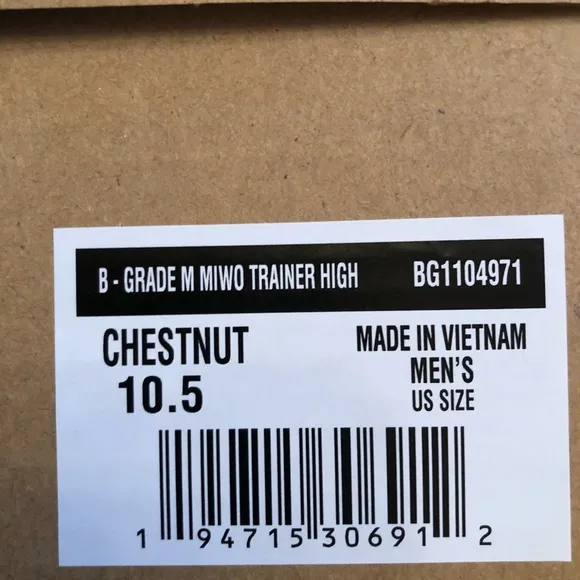 B - GRADE M MIWO TRAINER HIGH BG1104971
CHESTNUT
10.5
MADE IN VIETNAM
MEN'S
US SIZE
1 94715 30691 2